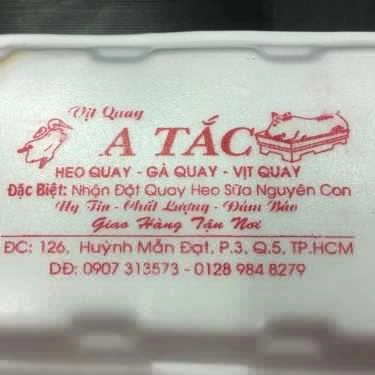 Vịt Quay
A TẮC
HEO QUAY - GÀ QUAY - VỊT QUAY
Đặc Biệt: Nhận Đặt Quay Heo Sữa Nguyên Con
Uy Tín - Chất Lượng - Đảm Bảo
Giao Hàng Tận Nơi
ĐC: 126, Huỳnh Mẫn Đạt, P.3, Q.5, TP.HCM
DĐ: 0907 313573 - 0128 984 8279